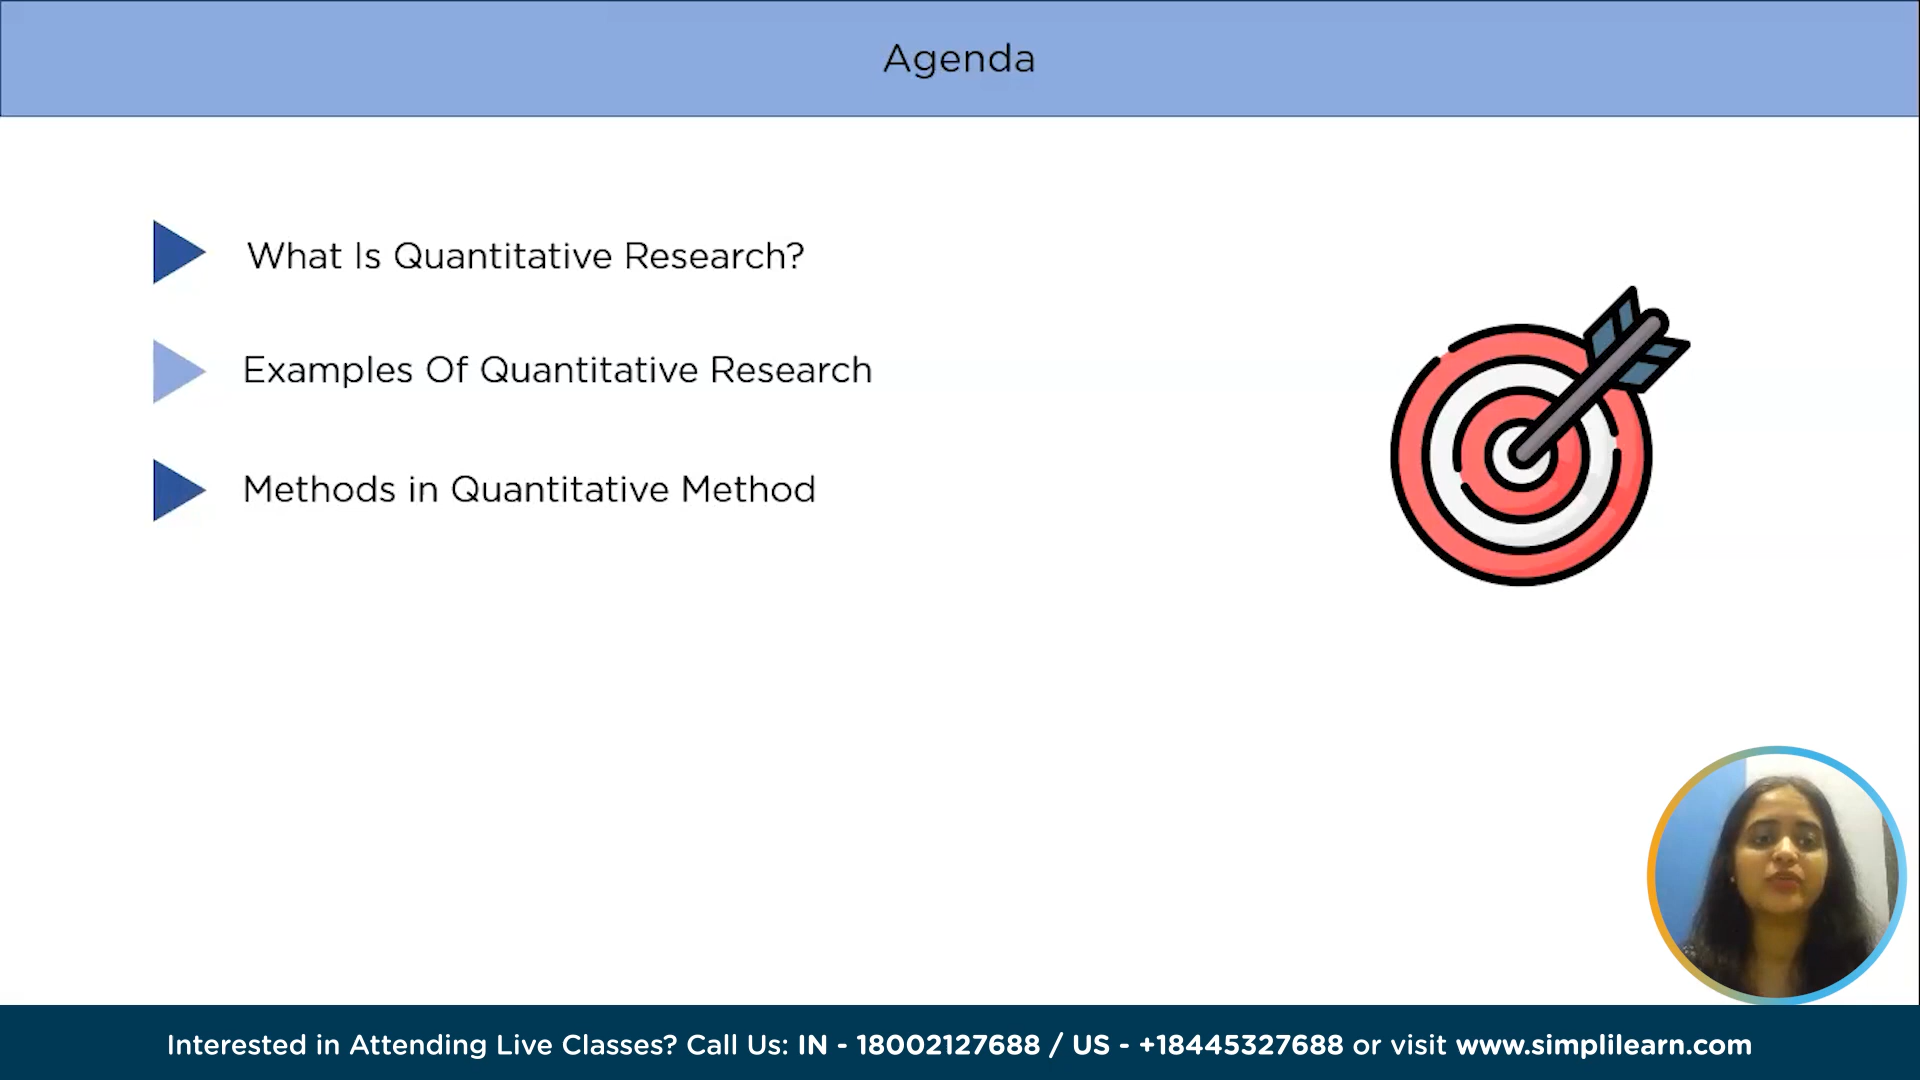 Agenda
What Is Quantitative Research?
Examples Of Quantitative Research
Methods in Quantitative Method
Interested in Attending Live Classes? Call Us: IN - 18002127688 / US - +18445327688 or visit www.simplilearn.com